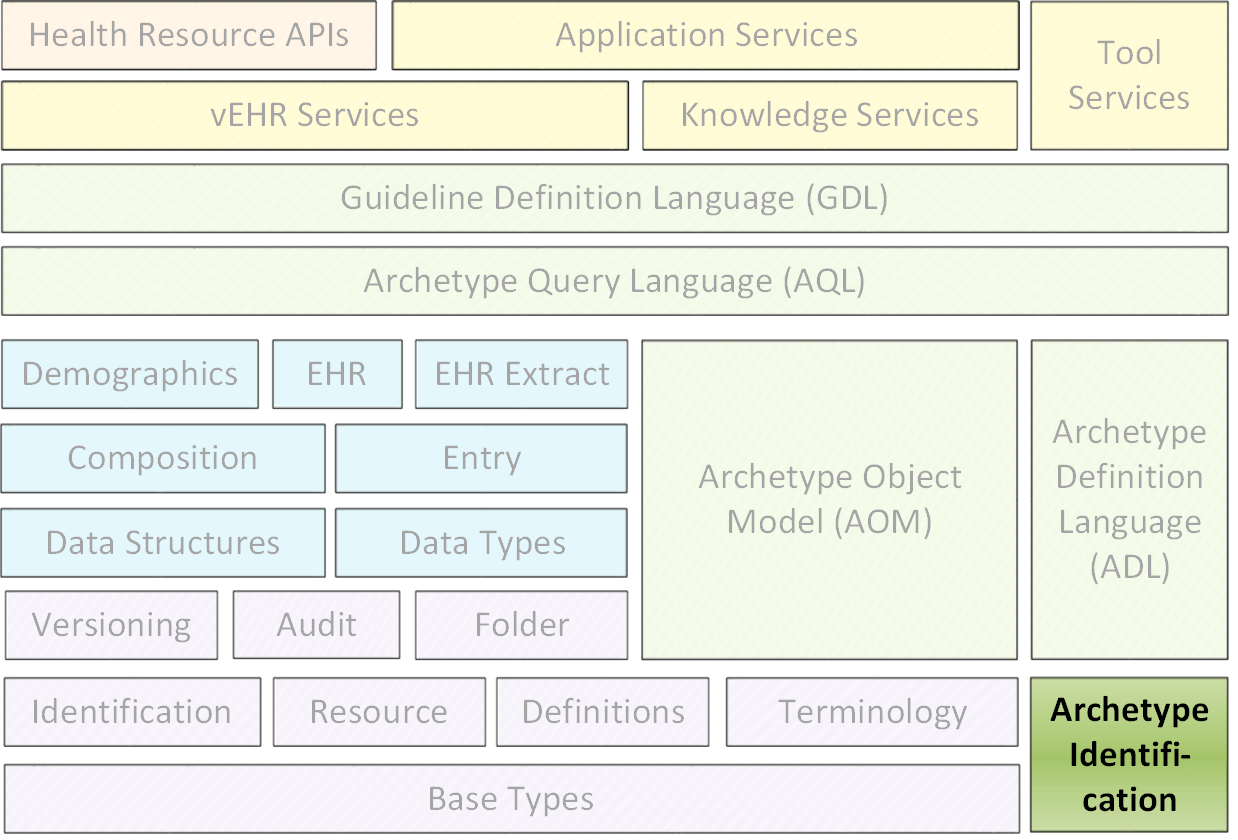 Health Resource APIs
Application Services
Tool
Services
vEHR Services
Knowledge Services
Guideline Definition Language (GDL)
Archetype Query Language (AQL)
Demographics
EHR
EHR Extract
Composition
Entry
Data Structures
Data Types
Versioning
Audit
Folder
Archetype Object
Model (AOM)
Archetype
Definition
Language
(ADL)
Identification
Resource
Definitions
Terminology
Base Types
Archetype
Identifi-
cation